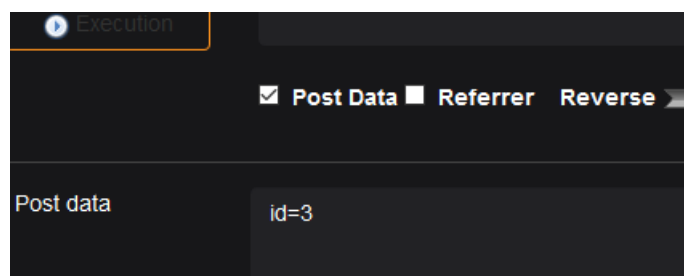 Execution
Post Data Referrer Reverse
Post data
id=3